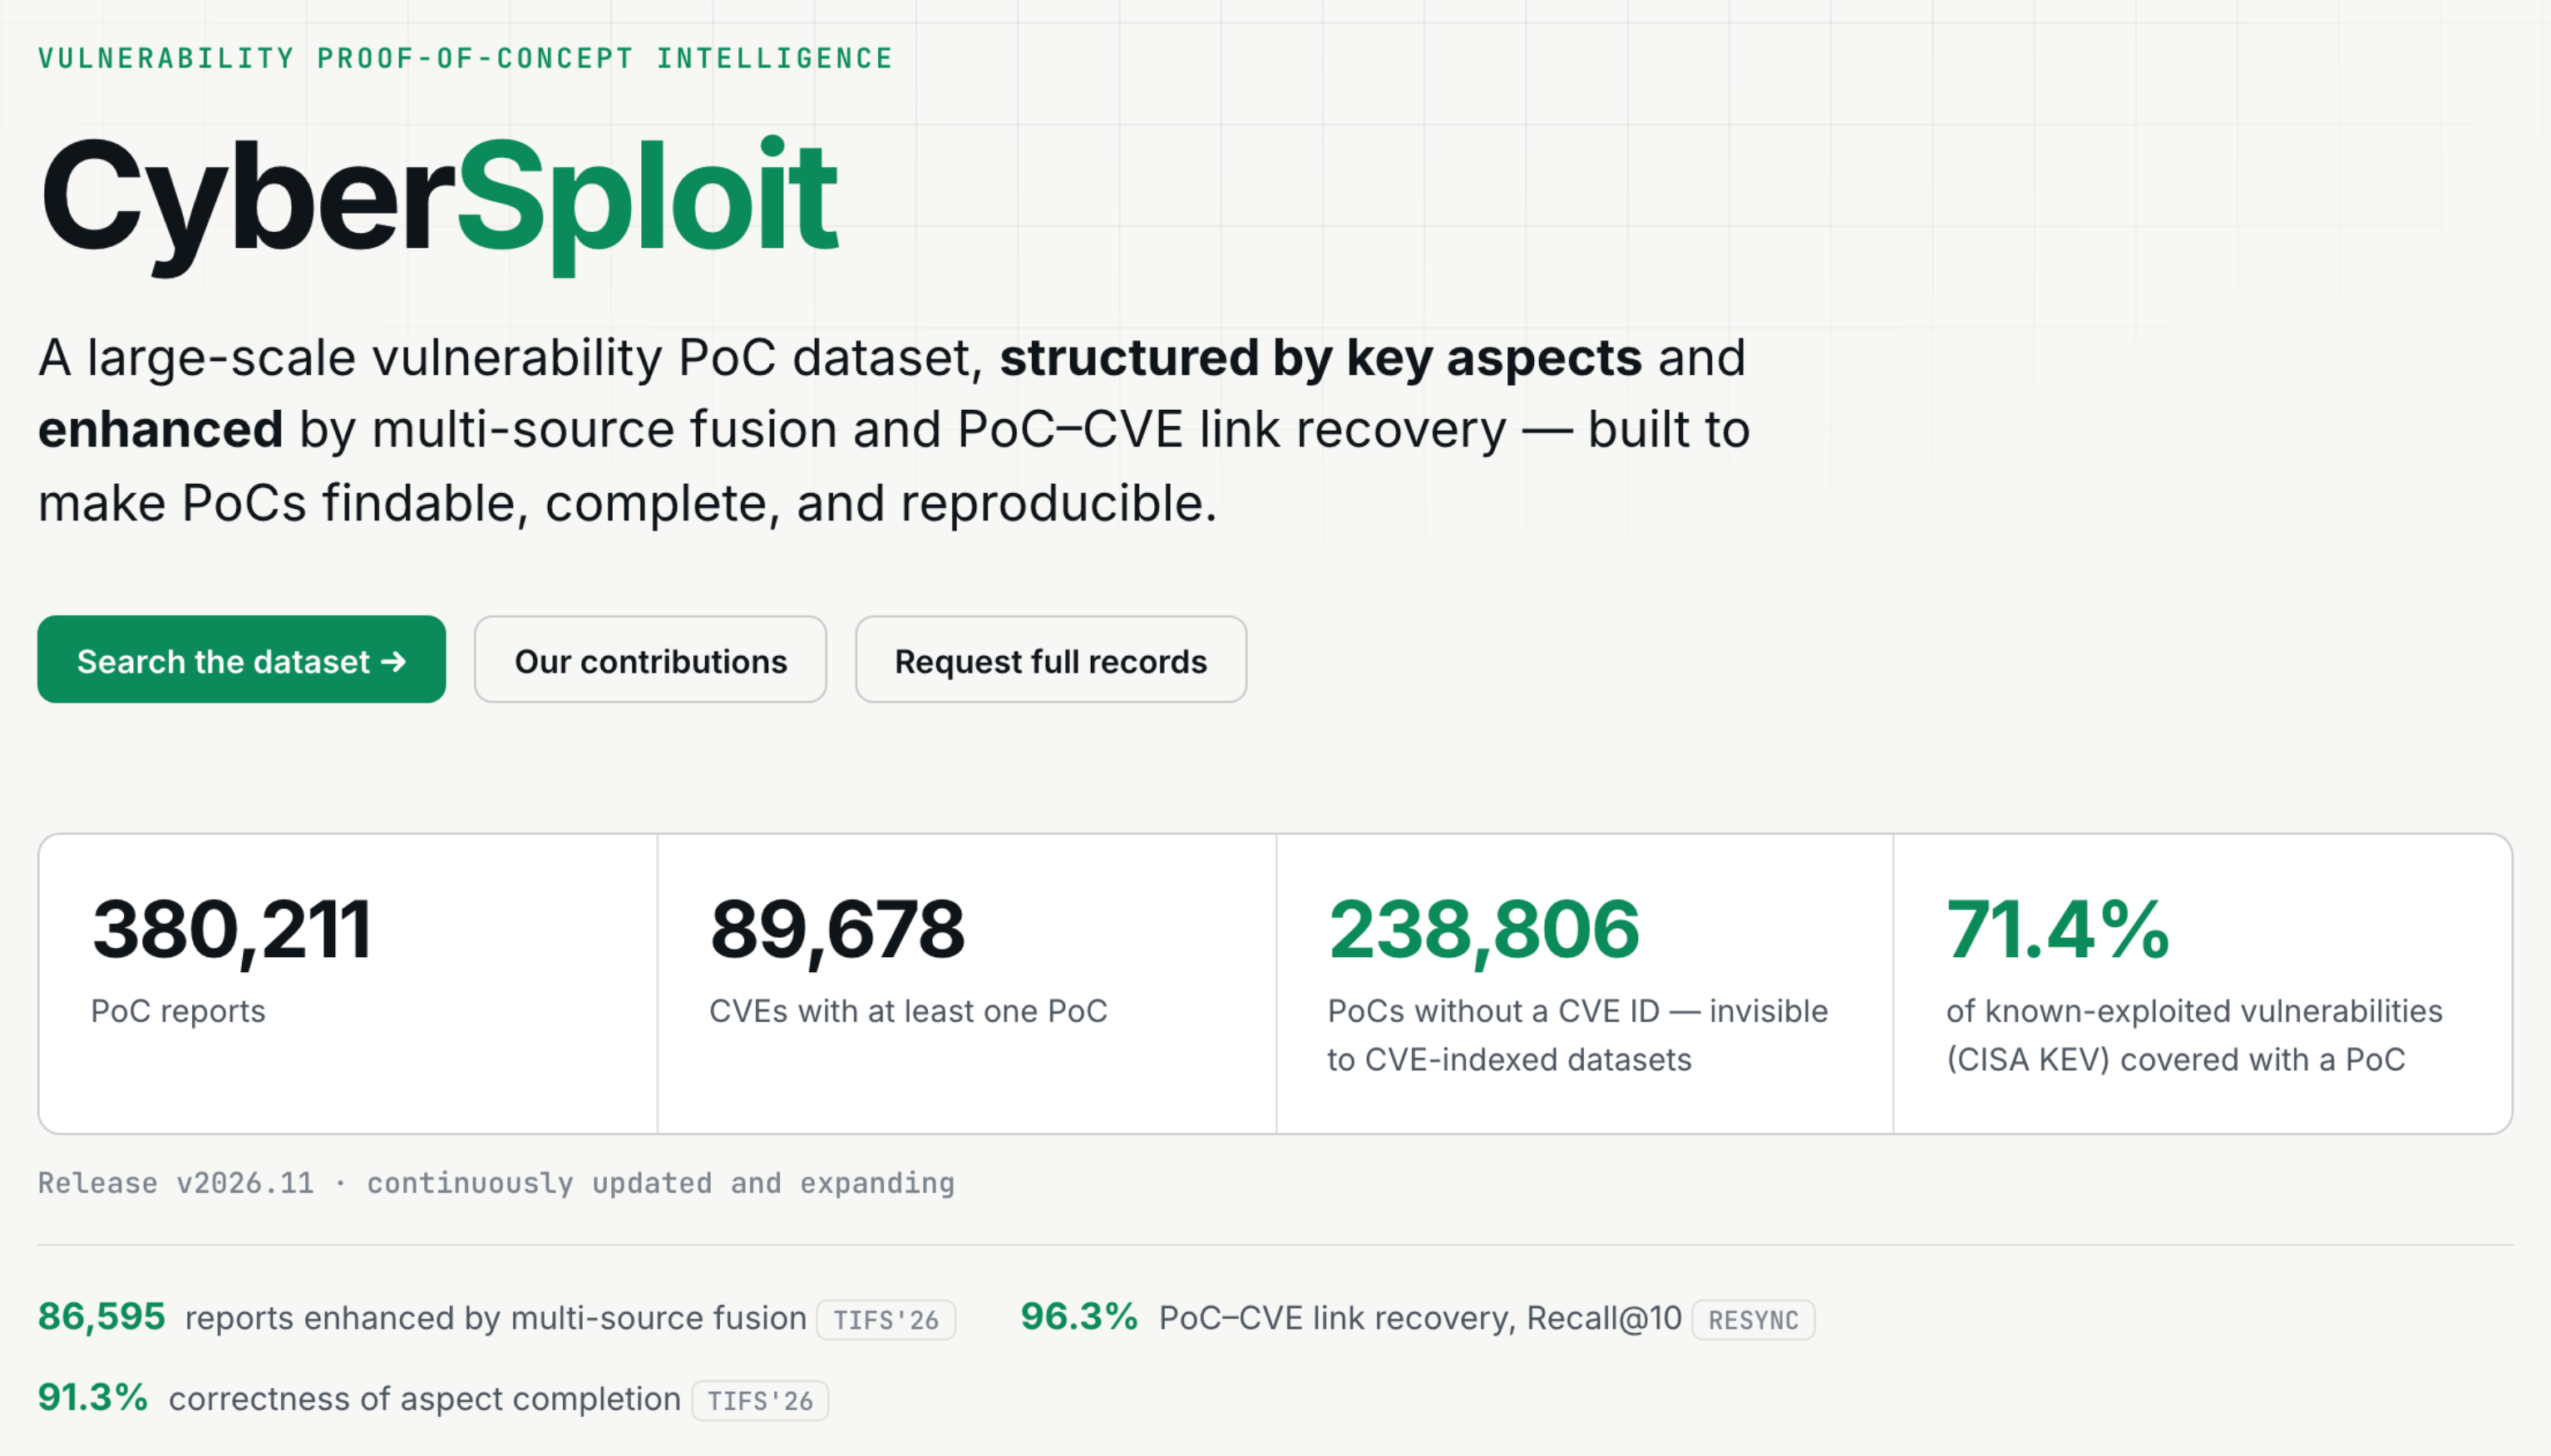 VULNERABILITY PROOF-OF-CONCEPT INTELLIGENCE
CyberSploit
A large-scale vulnerability PoC dataset, structured by key aspects and
enhanced by multi-source fusion and PoC–CVE link recovery — built to
make PoCs findable, complete, and reproducible.
Search the dataset →
Our contributions
Request full records
380,211
PoC reports
89,678
CVEs with at least one PoC
238,806
PoCs without a CVE ID — invisible
to CVE-indexed datasets
71.4%
of known-exploited vulnerabilities
(CISA KEV) covered with a PoC
Release v2026.11 · continuously updated and expanding
86,595 reports enhanced by multi-source fusion TIFS'26
96.3% PoC–CVE link recovery, Recall@10 RESYNC
91.3% correctness of aspect completion TIFS'26